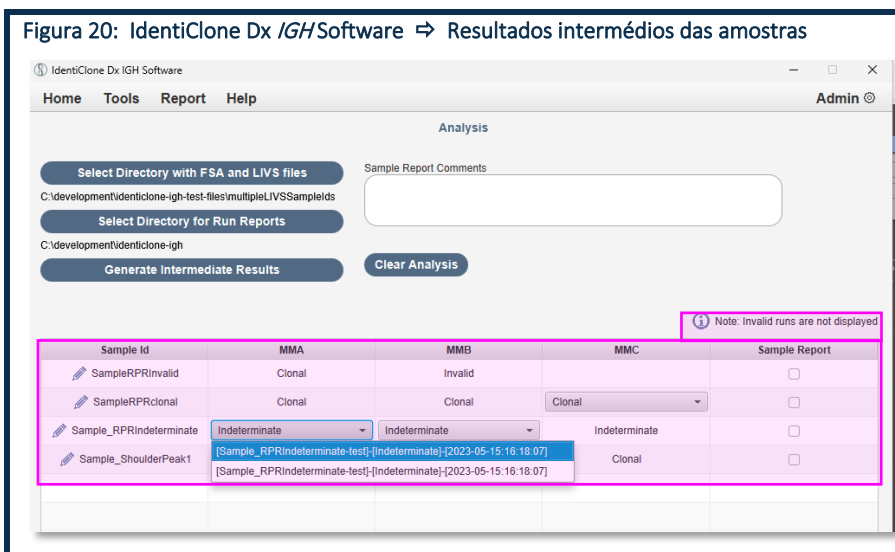 Figura 20: IdentiClone Dx IGH Software ⇨ Resultados intermédios das amostras
IdentiClone Dx IGH Software
Home Tools Report Help Admin
Analysis
Select Directory with FSA and LIVS files
Sample Report Comments
C:\development\identiclone-igh-test-files\multipleLIVSSampleIds
Select Directory for Run Reports
C:\development\identiclone-igh
Generate Intermediate Results
Clear Analysis
Note: Invalid runs are not displayed
Sample Id MMA MMB MMC Sample Report
SampleRPRInvalid Clonal Invalid
SampleRPRclonal Clonal Clonal Clonal
Sample_RPRIndeterminate Indeterminate Indeterminate Indeterminate
[Sample_RPRIndeterminate-test]-[Indeterminate]-[2023-05-15:16:18:07]
Sample_ShoulderPeak1 Clonal
[Sample_RPRIndeterminate-test]-[Indeterminate]-[2023-05-15:16:18:07]